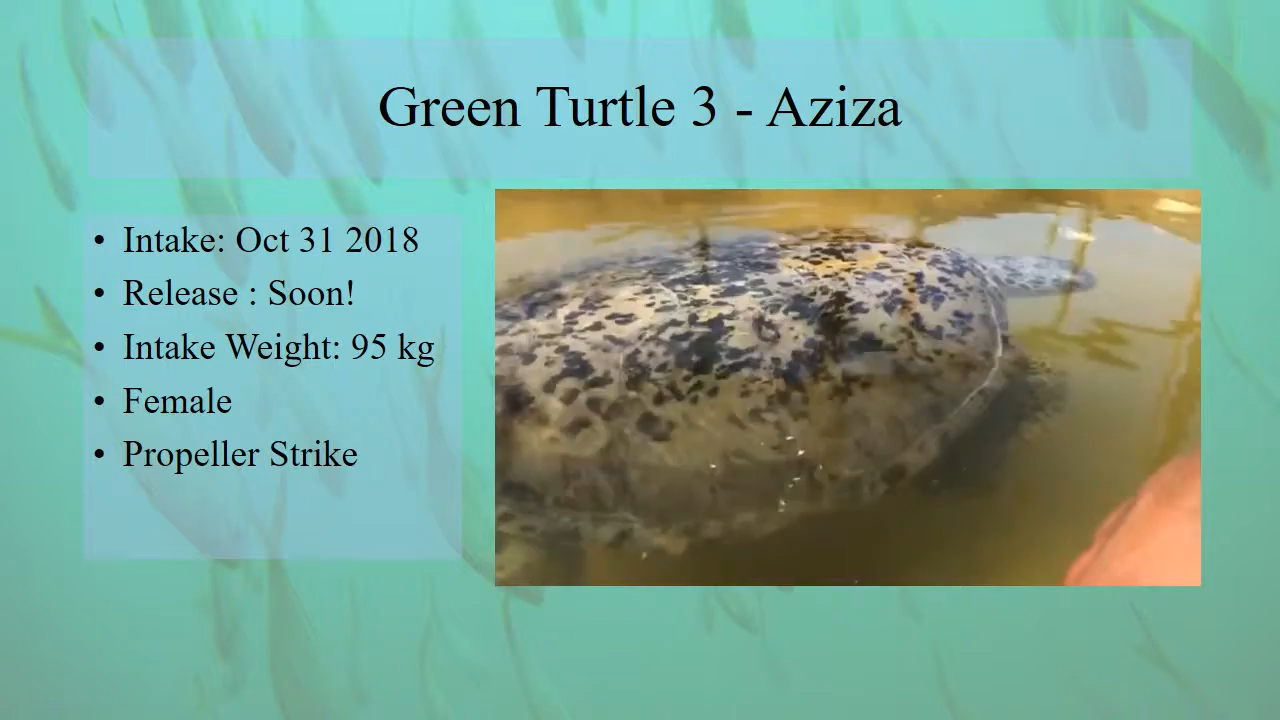 Green Turtle 3 - Aziza
• Intake: Oct 31 2018
• Release : Soon!
• Intake Weight: 95 kg
• Female
• Propeller Strike